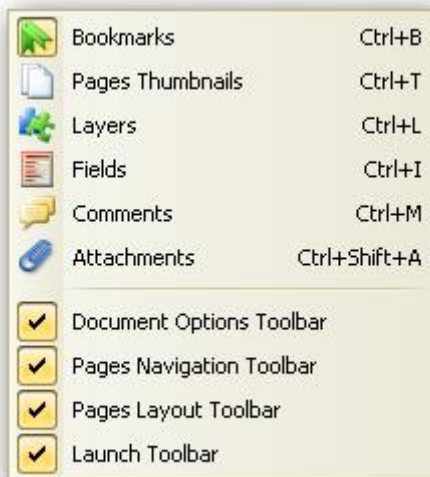 Bookmarks Ctrl+B
Pages Thumbnails Ctrl+T
Layers Ctrl+L
Fields Ctrl+I
Comments Ctrl+M
Attachments Ctrl+Shift+A
Document Options Toolbar
Pages Navigation Toolbar
Pages Layout Toolbar
Launch Toolbar